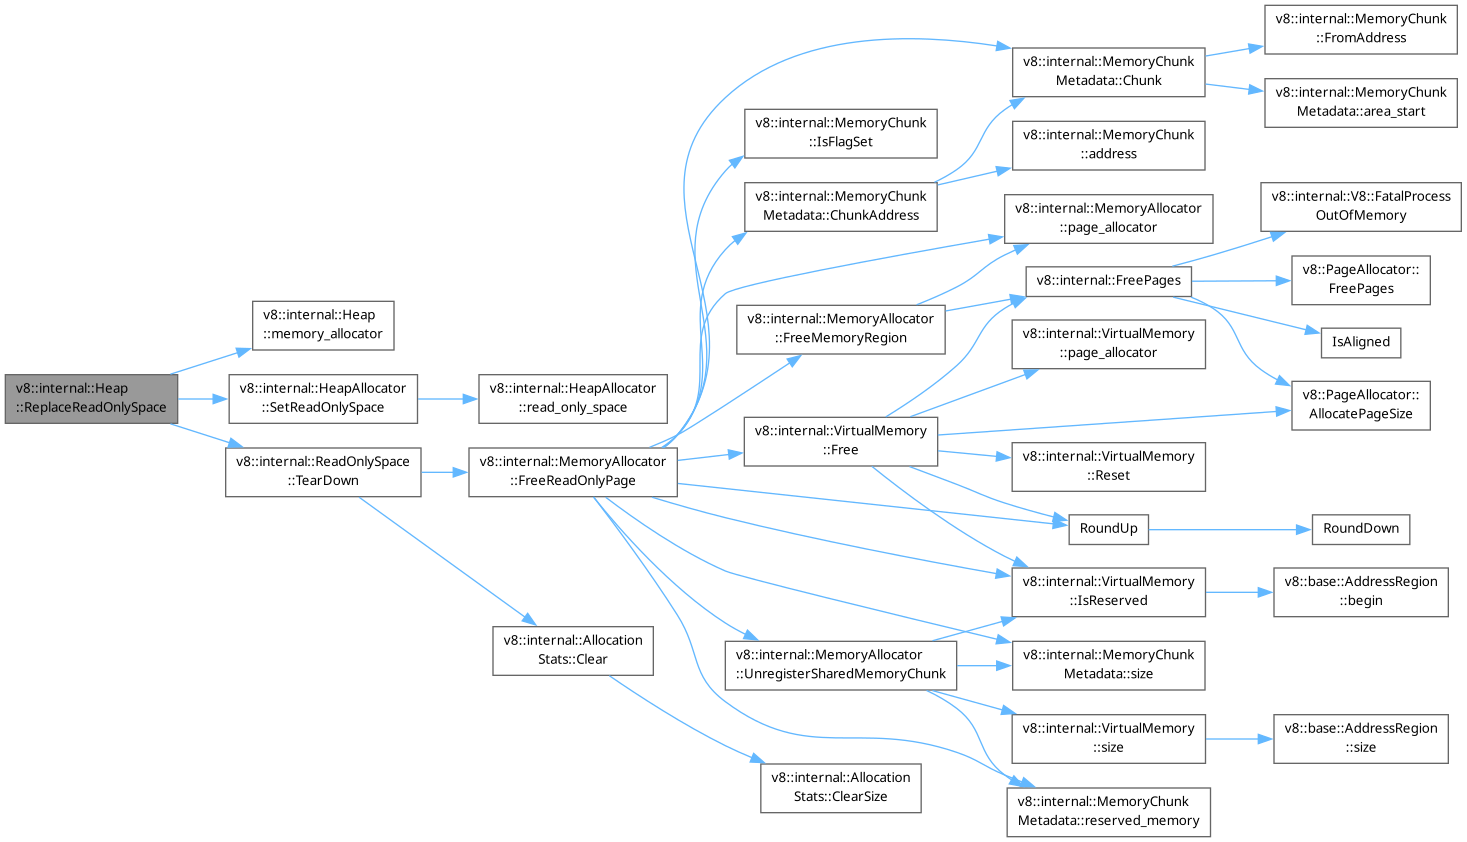 v8::internal::Heap
::ReplaceReadOnlySpace
v8::internal::Heap
::memory_allocator
v8::internal::HeapAllocator
::SetReadOnlySpace
v8::internal::ReadOnlySpace
::TearDown
v8::internal::HeapAllocator
::read_only_space
v8::internal::MemoryAllocator
::FreeReadOnlyPage
v8::internal::Allocation
Stats::Clear
v8::internal::MemoryChunk
::IsFlagSet
v8::internal::MemoryChunk
Metadata::ChunkAddress
v8::internal::MemoryAllocator
::FreeMemoryRegion
v8::internal::VirtualMemory
::Free
v8::internal::MemoryAllocator
::UnregisterSharedMemoryChunk
v8::internal::Allocation
Stats::ClearSize
v8::internal::MemoryChunk
Metadata::Chunk
v8::internal::MemoryChunk
::address
v8::internal::MemoryAllocator
::page_allocator
v8::internal::FreePages
v8::internal::VirtualMemory
::page_allocator
v8::internal::VirtualMemory
::Reset
RoundUp
v8::internal::VirtualMemory
::IsReserved
v8::internal::MemoryChunk
Metadata::size
v8::internal::VirtualMemory
::size
v8::internal::MemoryChunk
Metadata::reserved_memory
v8::internal::MemoryChunk
::FromAddress
v8::internal::MemoryChunk
Metadata::area_start
v8::internal::V8::FatalProcess
OutOfMemory
v8::PageAllocator::
FreePages
IsAligned
v8::PageAllocator::
AllocatePageSize
RoundDown
v8::base::AddressRegion
::begin
v8::base::AddressRegion
::size